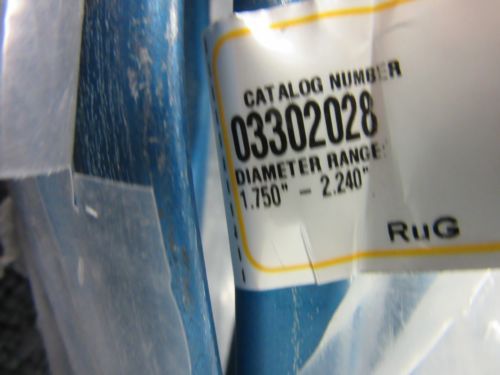 CATALOG NUMBER
03302028
DIAMETER RANGE:
1.750" - 2.240"
RuG